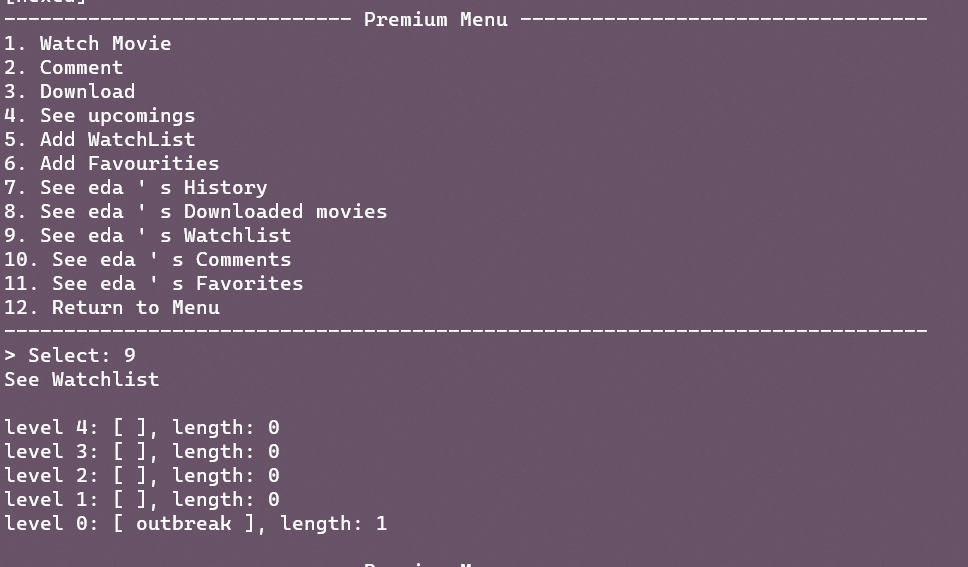 ---------------------------- Premium Menu ----------------------------------
1. Watch Movie
2. Comment
3. Download
4. See upcomings
5. Add WatchList
6. Add Favourities
7. See eda ' s History
8. See eda ' s Downloaded movies
9. See eda ' s Watchlist
10. See eda ' s Comments
11. See eda ' s Favorites
12. Return to Menu
-----------------------------------------------------------------------------
> Select: 9
See Watchlist
level 4: [ ], length: 0
level 3: [ ], length: 0
level 2: [ ], length: 0
level 1: [ ], length: 0
level 0: [ outbreak ], length: 1